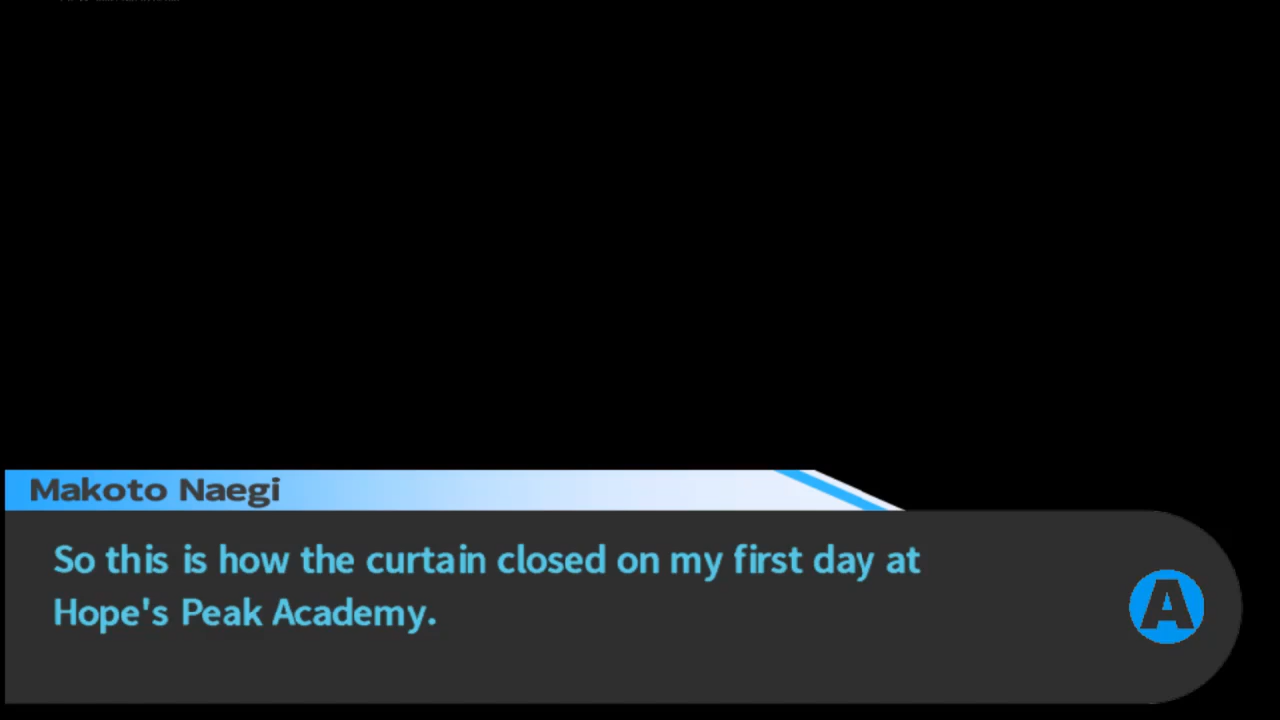 Makoto Naegi
So this is how the curtain closed on my first day at
Hope's Peak Academy.
A